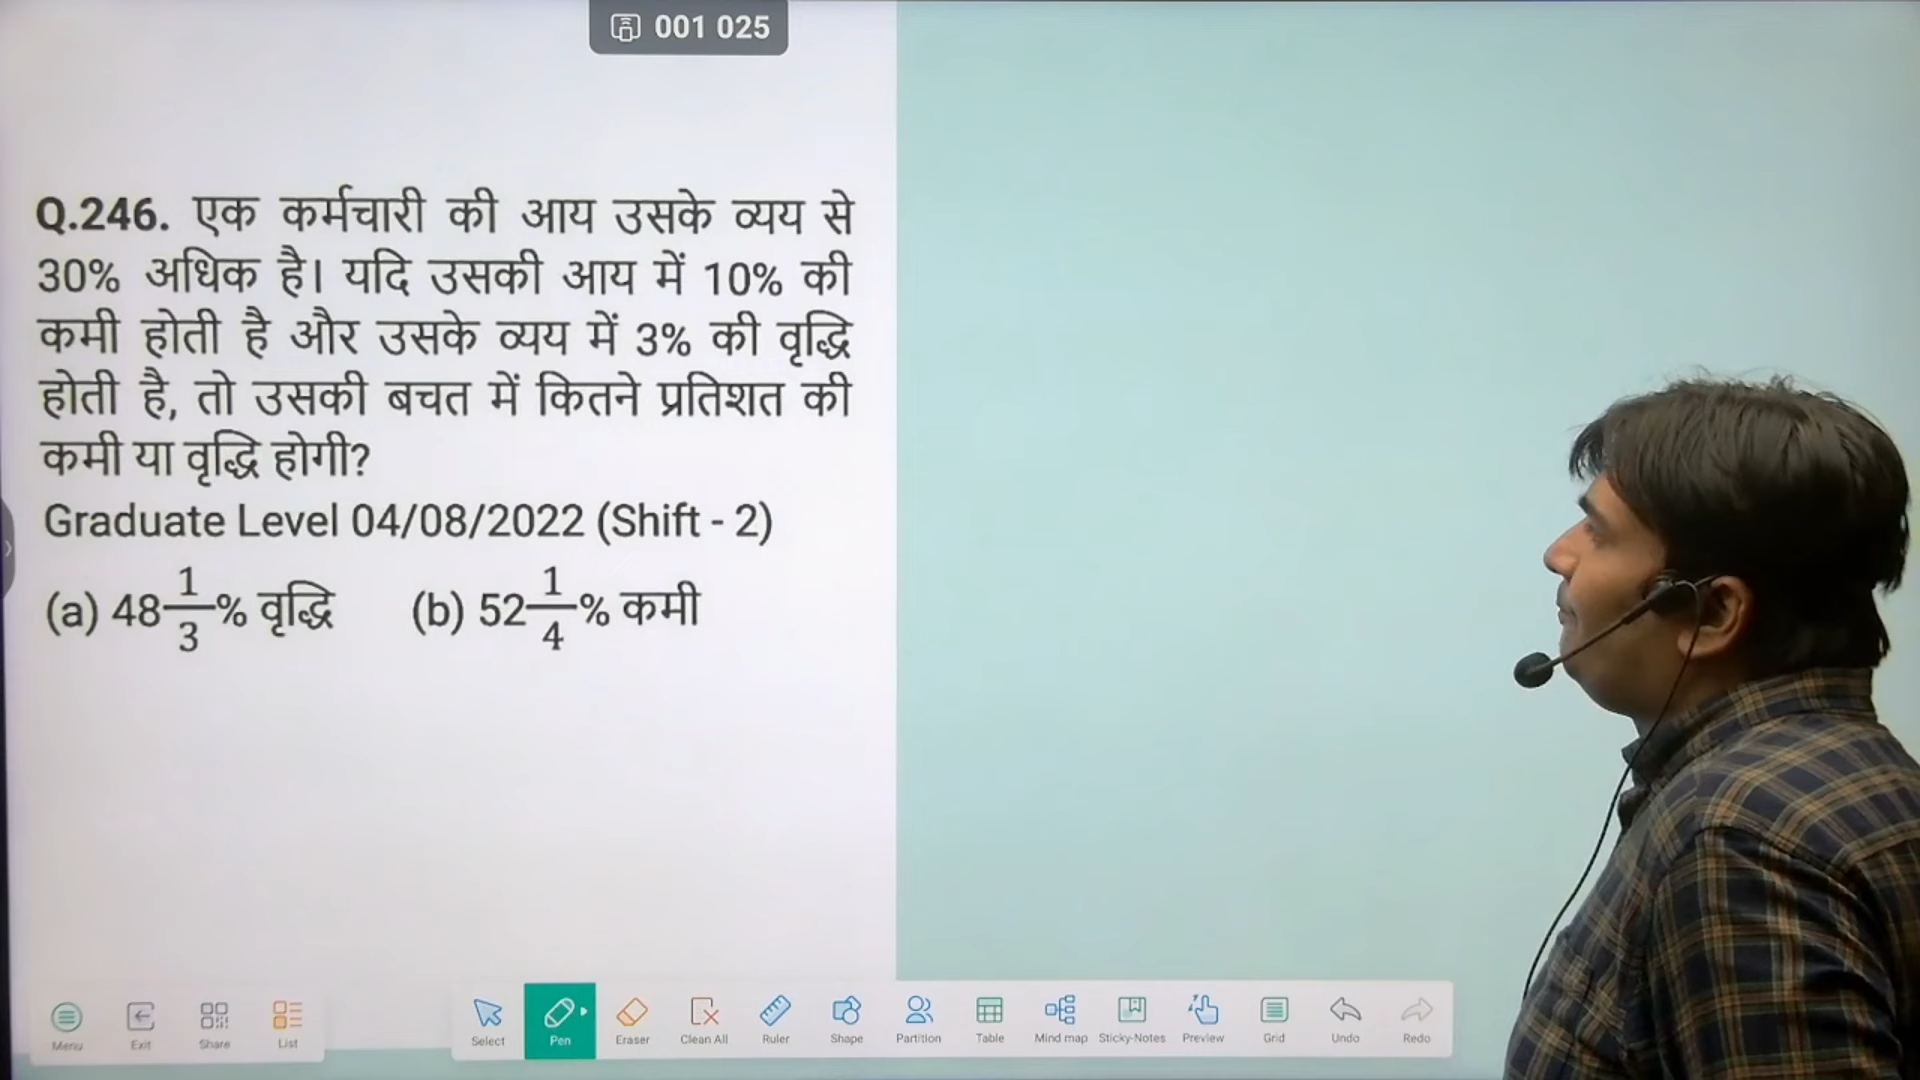 001 025
Q.246. एक कर्मचारी की आय उसके व्यय से
30% अधिक है। यदि उसकी आय में 10% की
कमी होती है और उसके व्यय में 3% की वृद्धि
होती है, तो उसकी बचत में कितने प्रतिशत की
कमी या वृद्धि होगी?
Graduate Level 04/08/2022 (Shift - 2)
(a) 48 1/3 % वृद्धि (b) 52 1/4 % कमी
Menu Exit Share List Select Pen Eraser Clean All Ruler Shape Partition Table Mind map Sticky-Notes Preview Grid Undo Redo